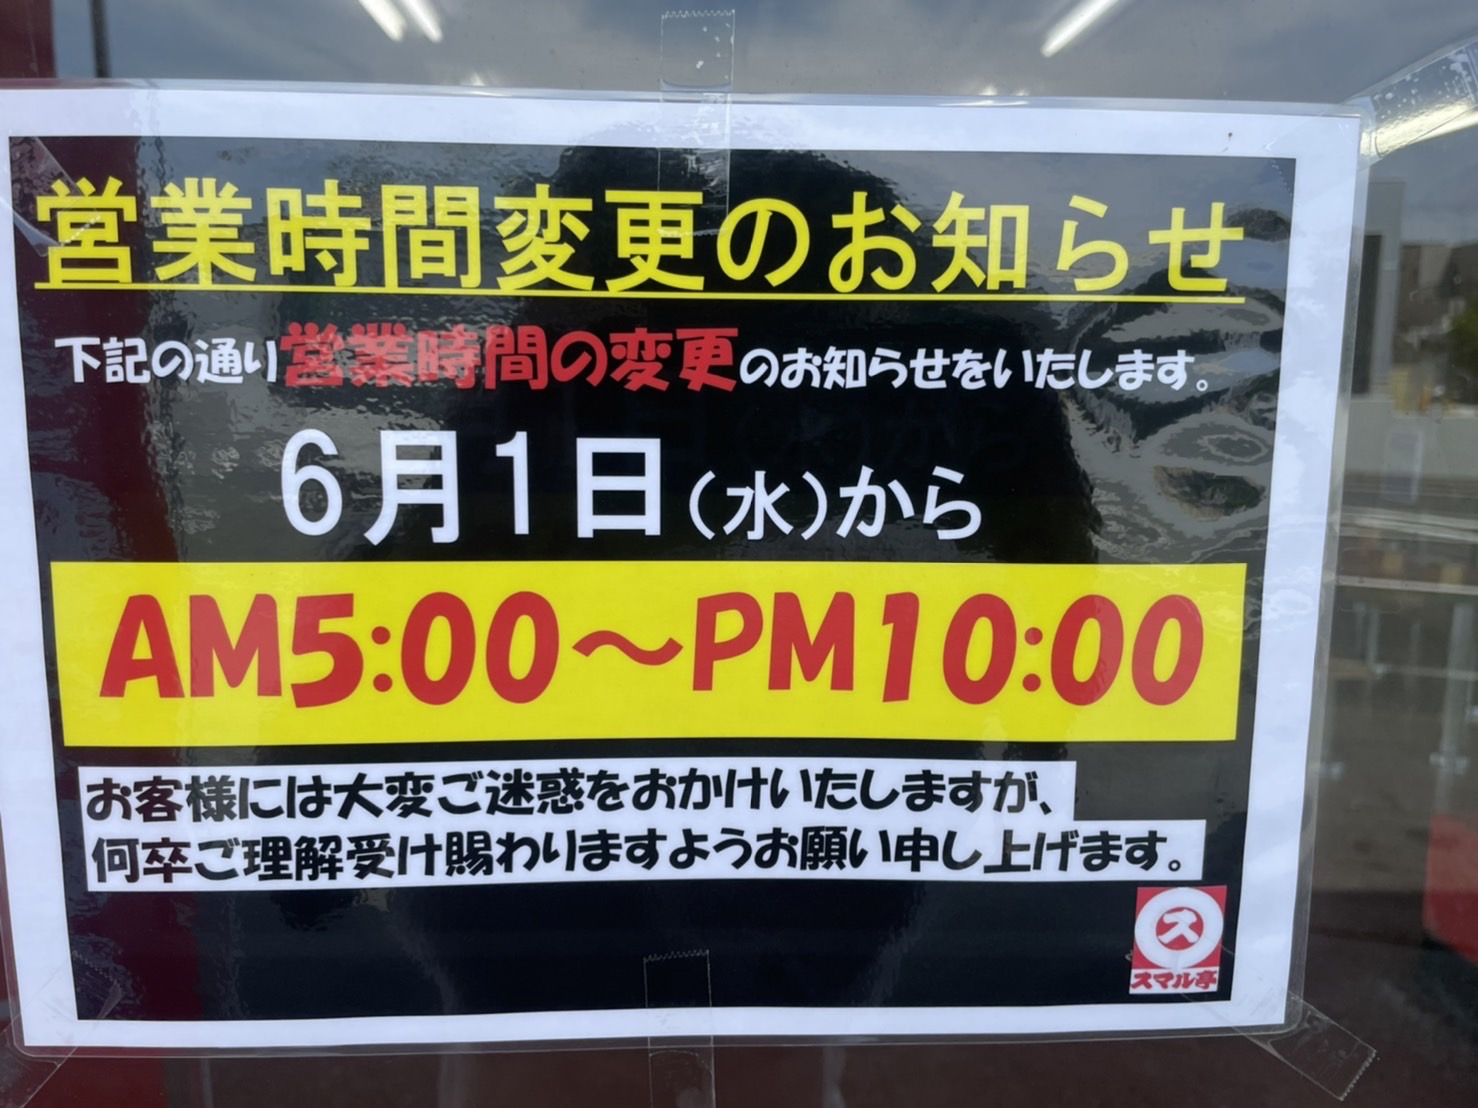 営業時間変更のお知らせ
下記の通り営業時間の変更のお知らせをいたします。
6月1日(水)から
AM5:00～PM10:00
お客様には大変ご迷惑をおかけいたしますが、
何卒ご理解受け賜わりますようお願い申し上げます。
ス
スマル亭